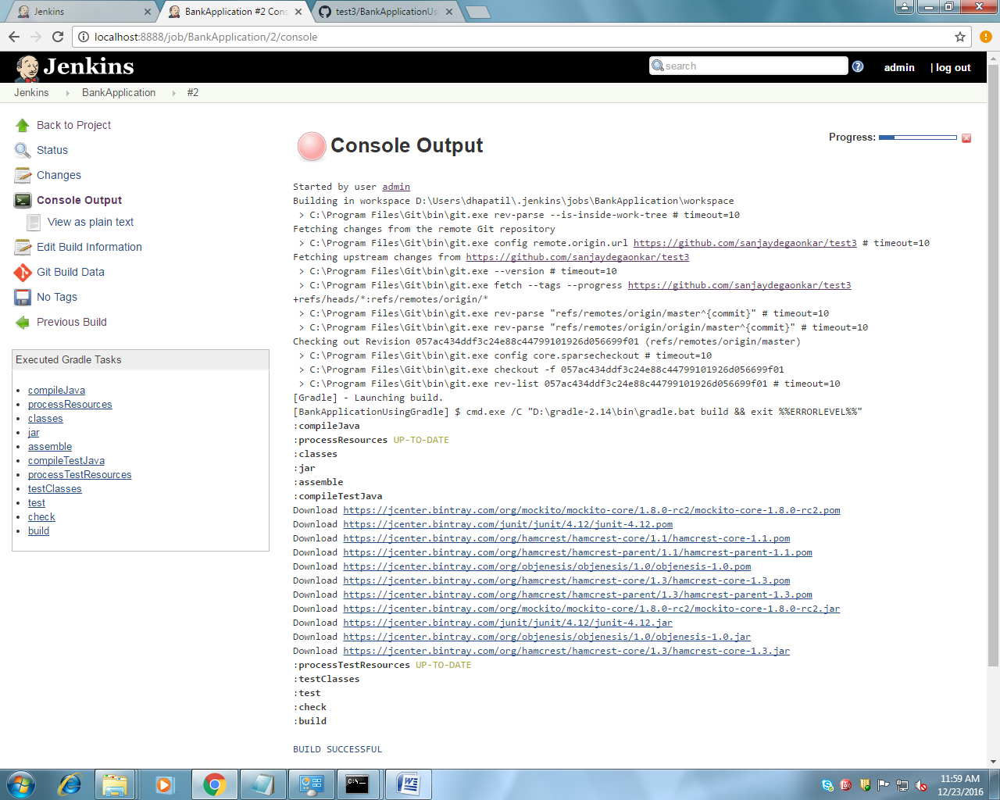 Jenkins
BankApplication #2 Cons
test3/BankApplicationUsi
localhost:8888/job/BankApplication/2/console
Jenkins
search
admin
| log out
Jenkins
BankApplication
#2
Back to Project
Status
Changes
Console Output
View as plain text
Edit Build Information
Git Build Data
No Tags
Previous Build
Executed Gradle Tasks
compileJava
processResources
classes
jar
assemble
compileTestJava
processTestResources
testClasses
test
check
build
Console Output
Progress:
Started by user admin
Building in workspace D:\Users\dhapatil\.jenkins\jobs\BankApplication\workspace
> C:\Program Files\Git\bin\git.exe rev-parse --is-inside-work-tree # timeout=10
Fetching changes from the remote Git repository
> C:\Program Files\Git\bin\git.exe config remote.origin.url https://github.com/sanjaydegaonkar/test3 # timeout=10
Fetching upstream changes from https://github.com/sanjaydegaonkar/test3
> C:\Program Files\Git\bin\git.exe --version # timeout=10
> C:\Program Files\Git\bin\git.exe fetch --tags --progress https://github.com/sanjaydegaonkar/test3
+refs/heads/*:refs/remotes/origin/*
> C:\Program Files\Git\bin\git.exe rev-parse "refs/remotes/origin/master^{commit}" # timeout=10
> C:\Program Files\Git\bin\git.exe rev-parse "refs/remotes/origin/origin/master^{commit}" # timeout=10
Checking out Revision 057ac434ddf3c24e88c44799101926d056699f01 (refs/remotes/origin/master)
> C:\Program Files\Git\bin\git.exe config core.sparsecheckout # timeout=10
> C:\Program Files\Git\bin\git.exe checkout -f 057ac434ddf3c24e88c44799101926d056699f01
> C:\Program Files\Git\bin\git.exe rev-list 057ac434ddf3c24e88c44799101926d056699f01 # timeout=10
[Gradle] - Launching build.
[BankApplicationUsingGradle] $ cmd.exe /C "D:\gradle-2.14\bin\gradle.bat build && exit %%ERRORLEVEL%%"
:compileJava
:processResources UP-TO-DATE
:classes
:jar
:assemble
:compileTestJava
Download https://jcenter.bintray.com/org/mockito/mockito-core/1.8.0-rc2/mockito-core-1.8.0-rc2.pom
Download https://jcenter.bintray.com/junit/junit/4.12/junit-4.12.pom
Download https://jcenter.bintray.com/org/hamcrest/hamcrest-core/1.1/hamcrest-core-1.1.pom
Download https://jcenter.bintray.com/org/hamcrest/hamcrest-parent/1.1/hamcrest-parent-1.1.pom
Download https://jcenter.bintray.com/org/objenesis/objenesis/1.0/objenesis-1.0.pom
Download https://jcenter.bintray.com/org/hamcrest/hamcrest-core/1.3/hamcrest-core-1.3.pom
Download https://jcenter.bintray.com/org/hamcrest/hamcrest-parent/1.3/hamcrest-parent-1.3.pom
Download https://jcenter.bintray.com/org/mockito/mockito-core/1.8.0-rc2/mockito-core-1.8.0-rc2.jar
Download https://jcenter.bintray.com/junit/junit/4.12/junit-4.12.jar
Download https://jcenter.bintray.com/org/objenesis/objenesis/1.0/objenesis-1.0.jar
Download https://jcenter.bintray.com/org/hamcrest/hamcrest-core/1.3/hamcrest-core-1.3.jar
:processTestResources UP-TO-DATE
:testClasses
:test
:check
:build
BUILD SUCCESSFUL
11:59 AM
12/23/2016